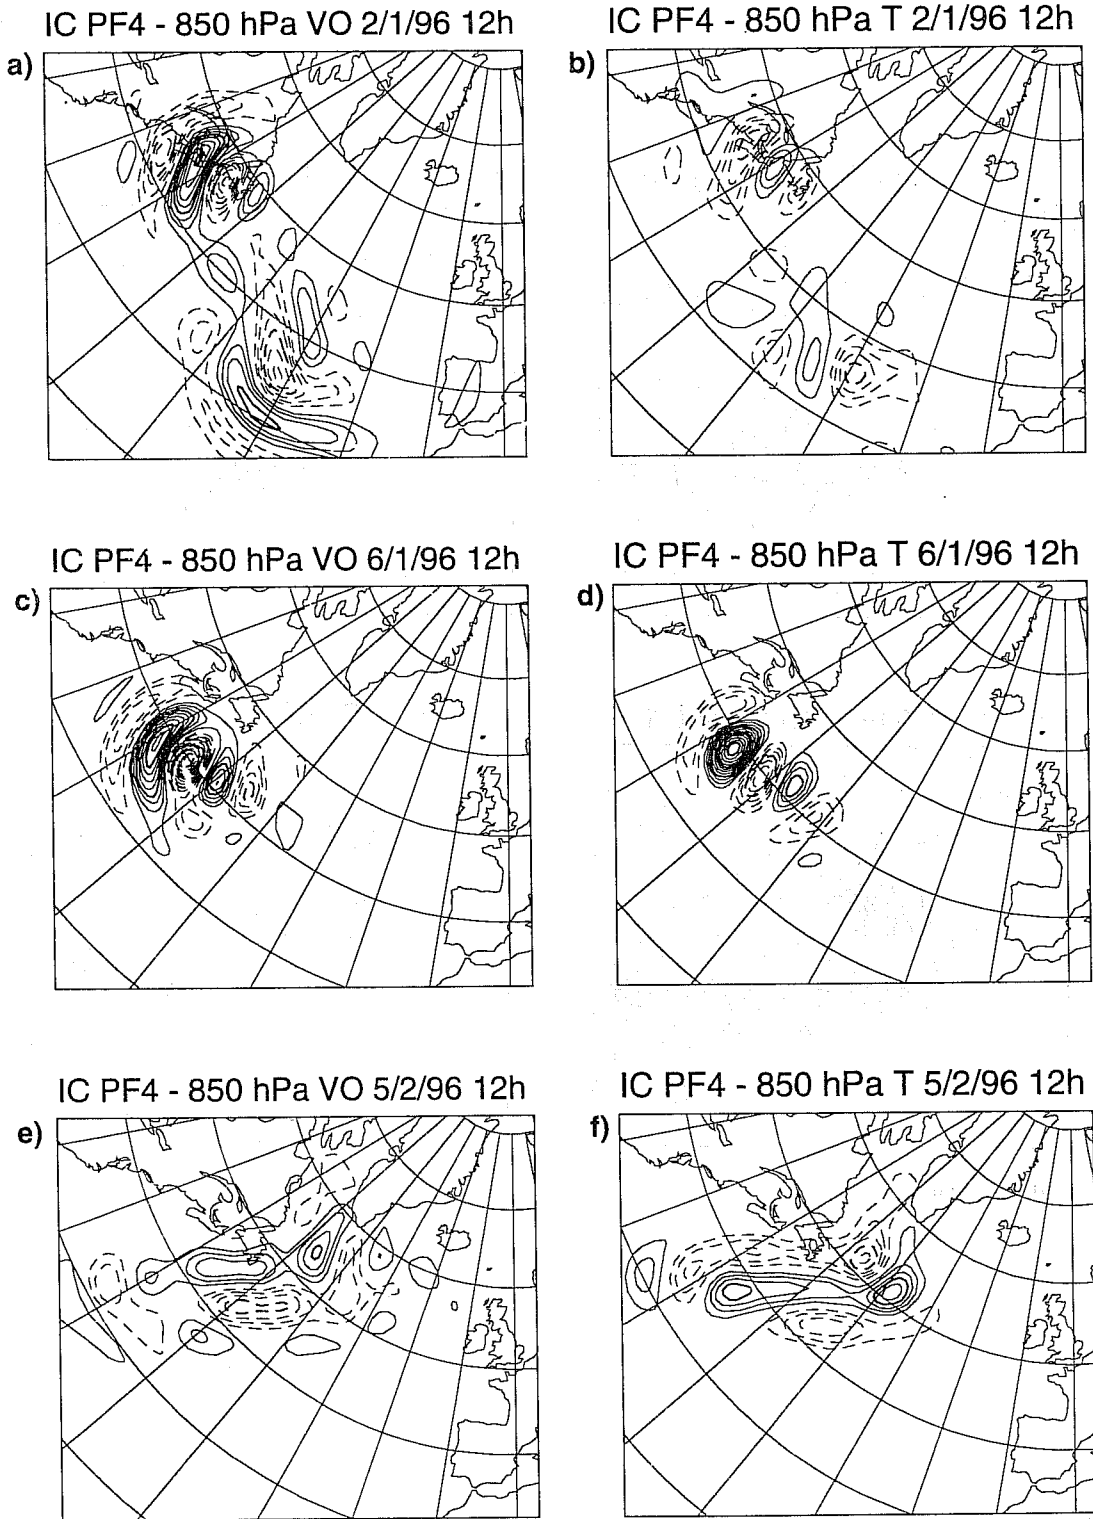 IC PF4 - 850 hPa VO 2/1/96 12h
a)
IC PF4 - 850 hPa T 2/1/96 12h
b)
IC PF4 - 850 hPa VO 6/1/96 12h
c)
IC PF4 - 850 hPa T 6/1/96 12h
d)
IC PF4 - 850 hPa VO 5/2/96 12h
e)
IC PF4 - 850 hPa T 5/2/96 12h
f)